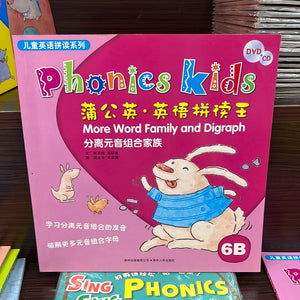 儿童英语拼读系列
DVD
CD
Phonics Kids
蒲公英·英语拼读王
More Word Family and Digraph
分离元音组合家族
学习分离元音组合的发音
破解更多元音组合字母
6B
SING
PHONICS